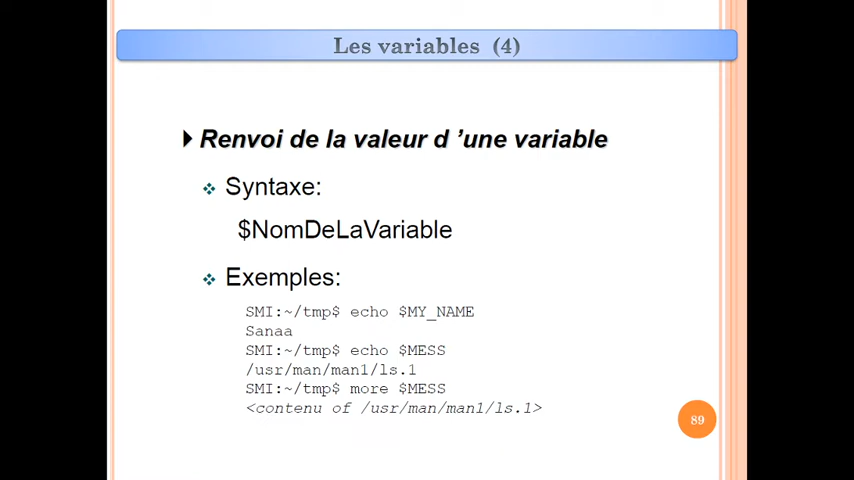 Les variables (4)
Renvoi de la valeur d ’une variable
Syntaxe:
$NomDeLaVariable
Exemples:
SMI:~/tmp$ echo $MY_NAME
Sanaa
SMI:~/tmp$ echo $MESS
/usr/man/man1/ls.1
SMI:~/tmp$ more $MESS
<contenu of /usr/man/man1/ls.1>
89